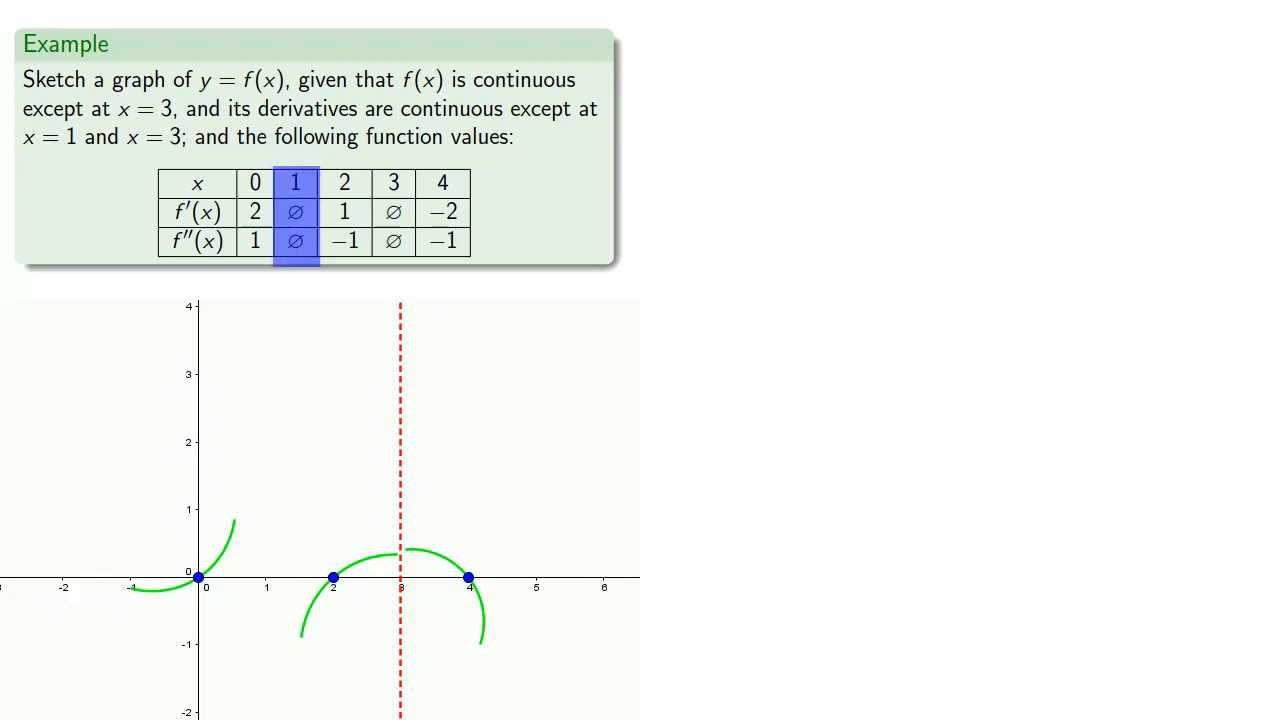 Example
Sketch a graph of y = f(x), given that f(x) is continuous
except at x = 3, and its derivatives are continuous except at
x = 1 and x = 3; and the following function values:
x 0 1 2 3 4
f′(x) 2 ∅ 1 ∅ −2
f″(x) 1 ∅ −1 ∅ −1
4
3
2
1
0
3 -2 -1 0 1 2 3 4 5 6
-1
-2